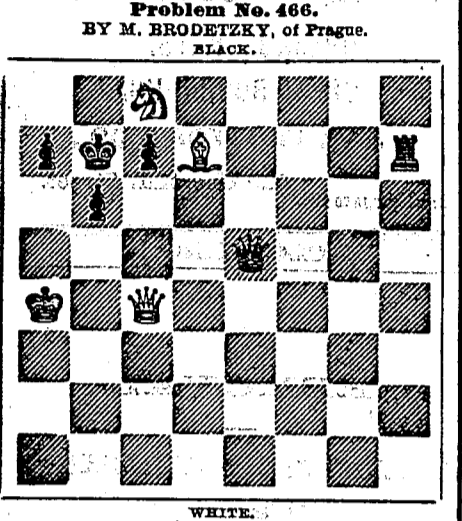 Problem No. 466.
BY M. BRODETZKY, of Prague.
BLACK.
WHITE.